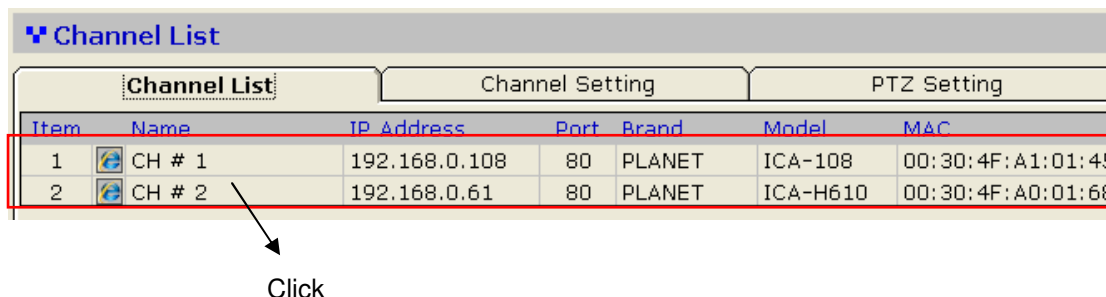 Channel List
Channel List Channel Setting PTZ Setting
Item Name IP Address Port Brand Model MAC
1 CH # 1 192.168.0.108 80 PLANET ICA-108 00:30:4F:A1:01:45
2 CH # 2 192.168.0.61 80 PLANET ICA-H610 00:30:4F:A0:01:68
Click